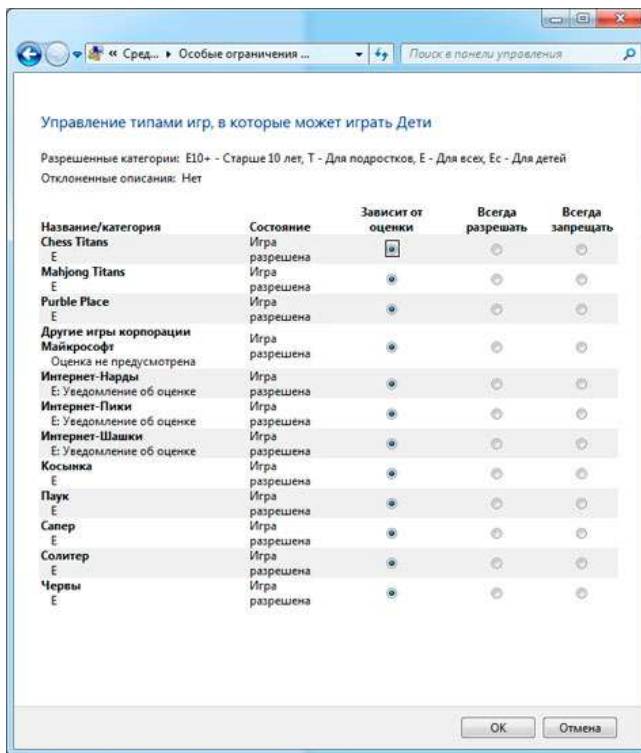 « Сред... ▸ Особые ограничения ...
Поиск в панели управления
Управление типами игр, в которые может играть Дети
Разрешенные категории: E10+ - Старше 10 лет, T - Для подростков, E - Для всех, Ec - Для детей
Отклоненные описания: Нет
Название/категория Состояние Зависит от оценки Всегда разрешать Всегда запрещать
Chess Titans
E
Игра разрешена
Mahjong Titans
E
Игра разрешена
Purble Place
E
Игра разрешена
Другие игры корпорации
Майкрософт
Оценка не предусмотрена
Игра разрешена
Интернет-Нарды
E: Уведомление об оценке
Игра разрешена
Интернет-Пики
E: Уведомление об оценке
Игра разрешена
Интернет-Шашки
E: Уведомление об оценке
Игра разрешена
Косынка
E
Игра разрешена
Паук
E
Игра разрешена
Сапер
E
Игра разрешена
Солитер
E
Игра разрешена
Червы
E
Игра разрешена
OK
Отмена